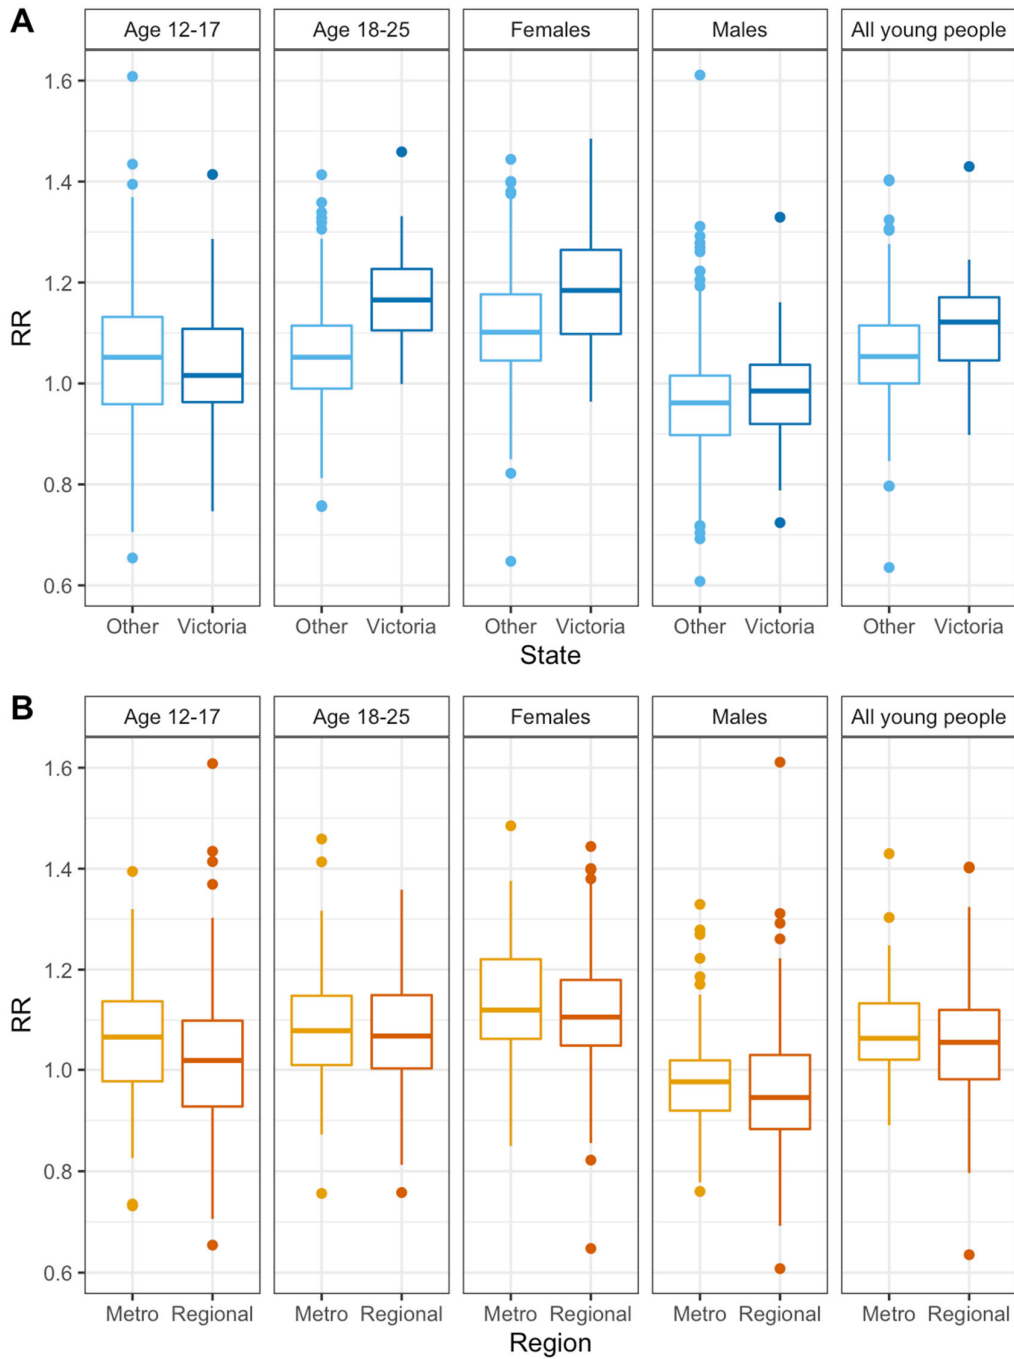 A
Age 12-17 Age 18-25 Females Males All young people
1.6
1.4
1.2
1.0
0.8
0.6
RR
Other Victoria Other Victoria Other Victoria Other Victoria Other Victoria
State
B
Age 12-17 Age 18-25 Females Males All young people
1.6
1.4
1.2
1.0
0.8
0.6
RR
Metro Regional Metro Regional Metro Regional Metro Regional Metro Regional
Region